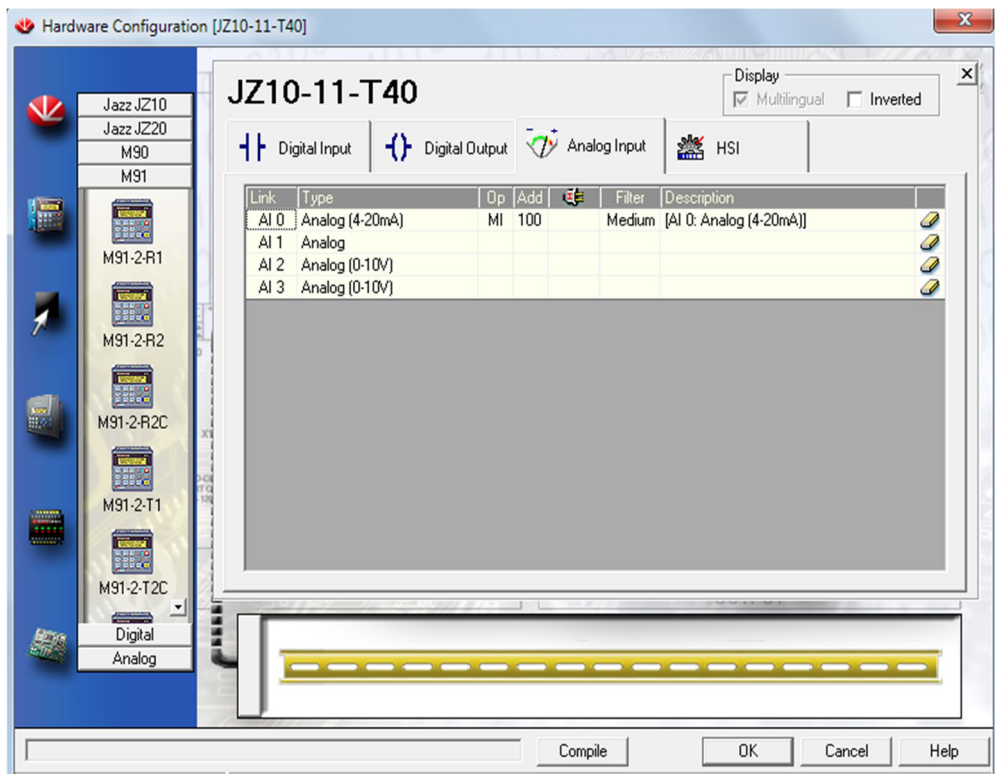 Hardware Configuration [JZ10-11-T40]
JZ10-11-T40
Display
Multilingual Inverted
Jazz JZ10
Jazz JZ20
M90
M91
M91-2-R1
M91-2-R2
M91-2-R2C
M91-2-T1
M91-2-T2C
Digital
Analog
Digital Input Digital Output Analog Input HSI
Link Type Op Add Filter Description
AI 0 Analog (4-20mA) MI 100 Medium [AI 0: Analog (4-20mA)]
AI 1 Analog
AI 2 Analog (0-10V)
AI 3 Analog (0-10V)
Compile OK Cancel Help